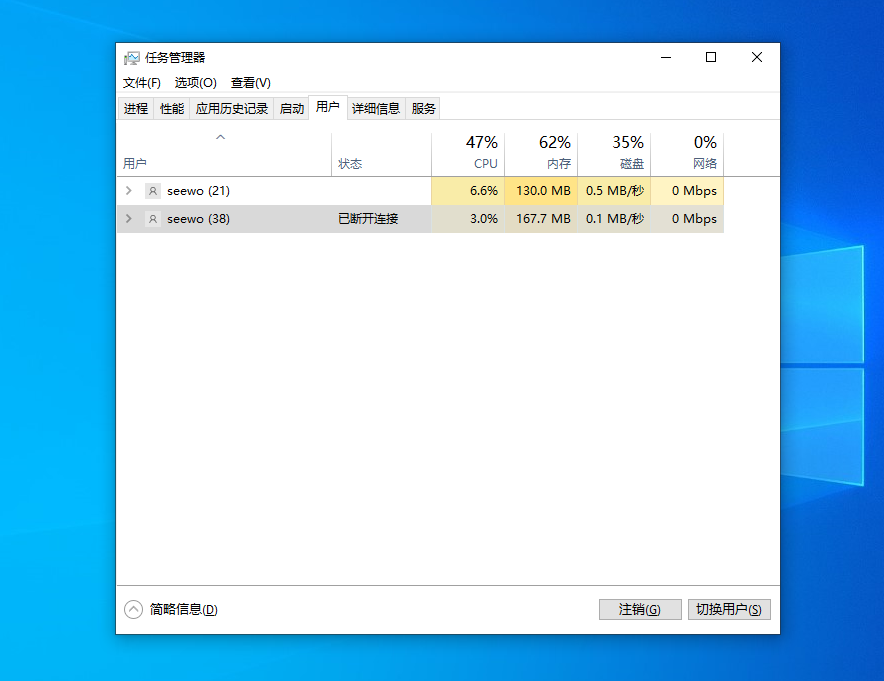 任务管理器
文件(F) 选项(O) 查看(V)
进程 性能 应用历史记录 启动 用户 详细信息 服务
47% 62% 35% 0%
用户 状态 CPU 内存 磁盘 网络
seewo (21) 6.6% 130.0 MB 0.5 MB/秒 0 Mbps
seewo (38) 已断开连接 3.0% 167.7 MB 0.1 MB/秒 0 Mbps
简略信息(D) 注销(G) 切换用户(S)